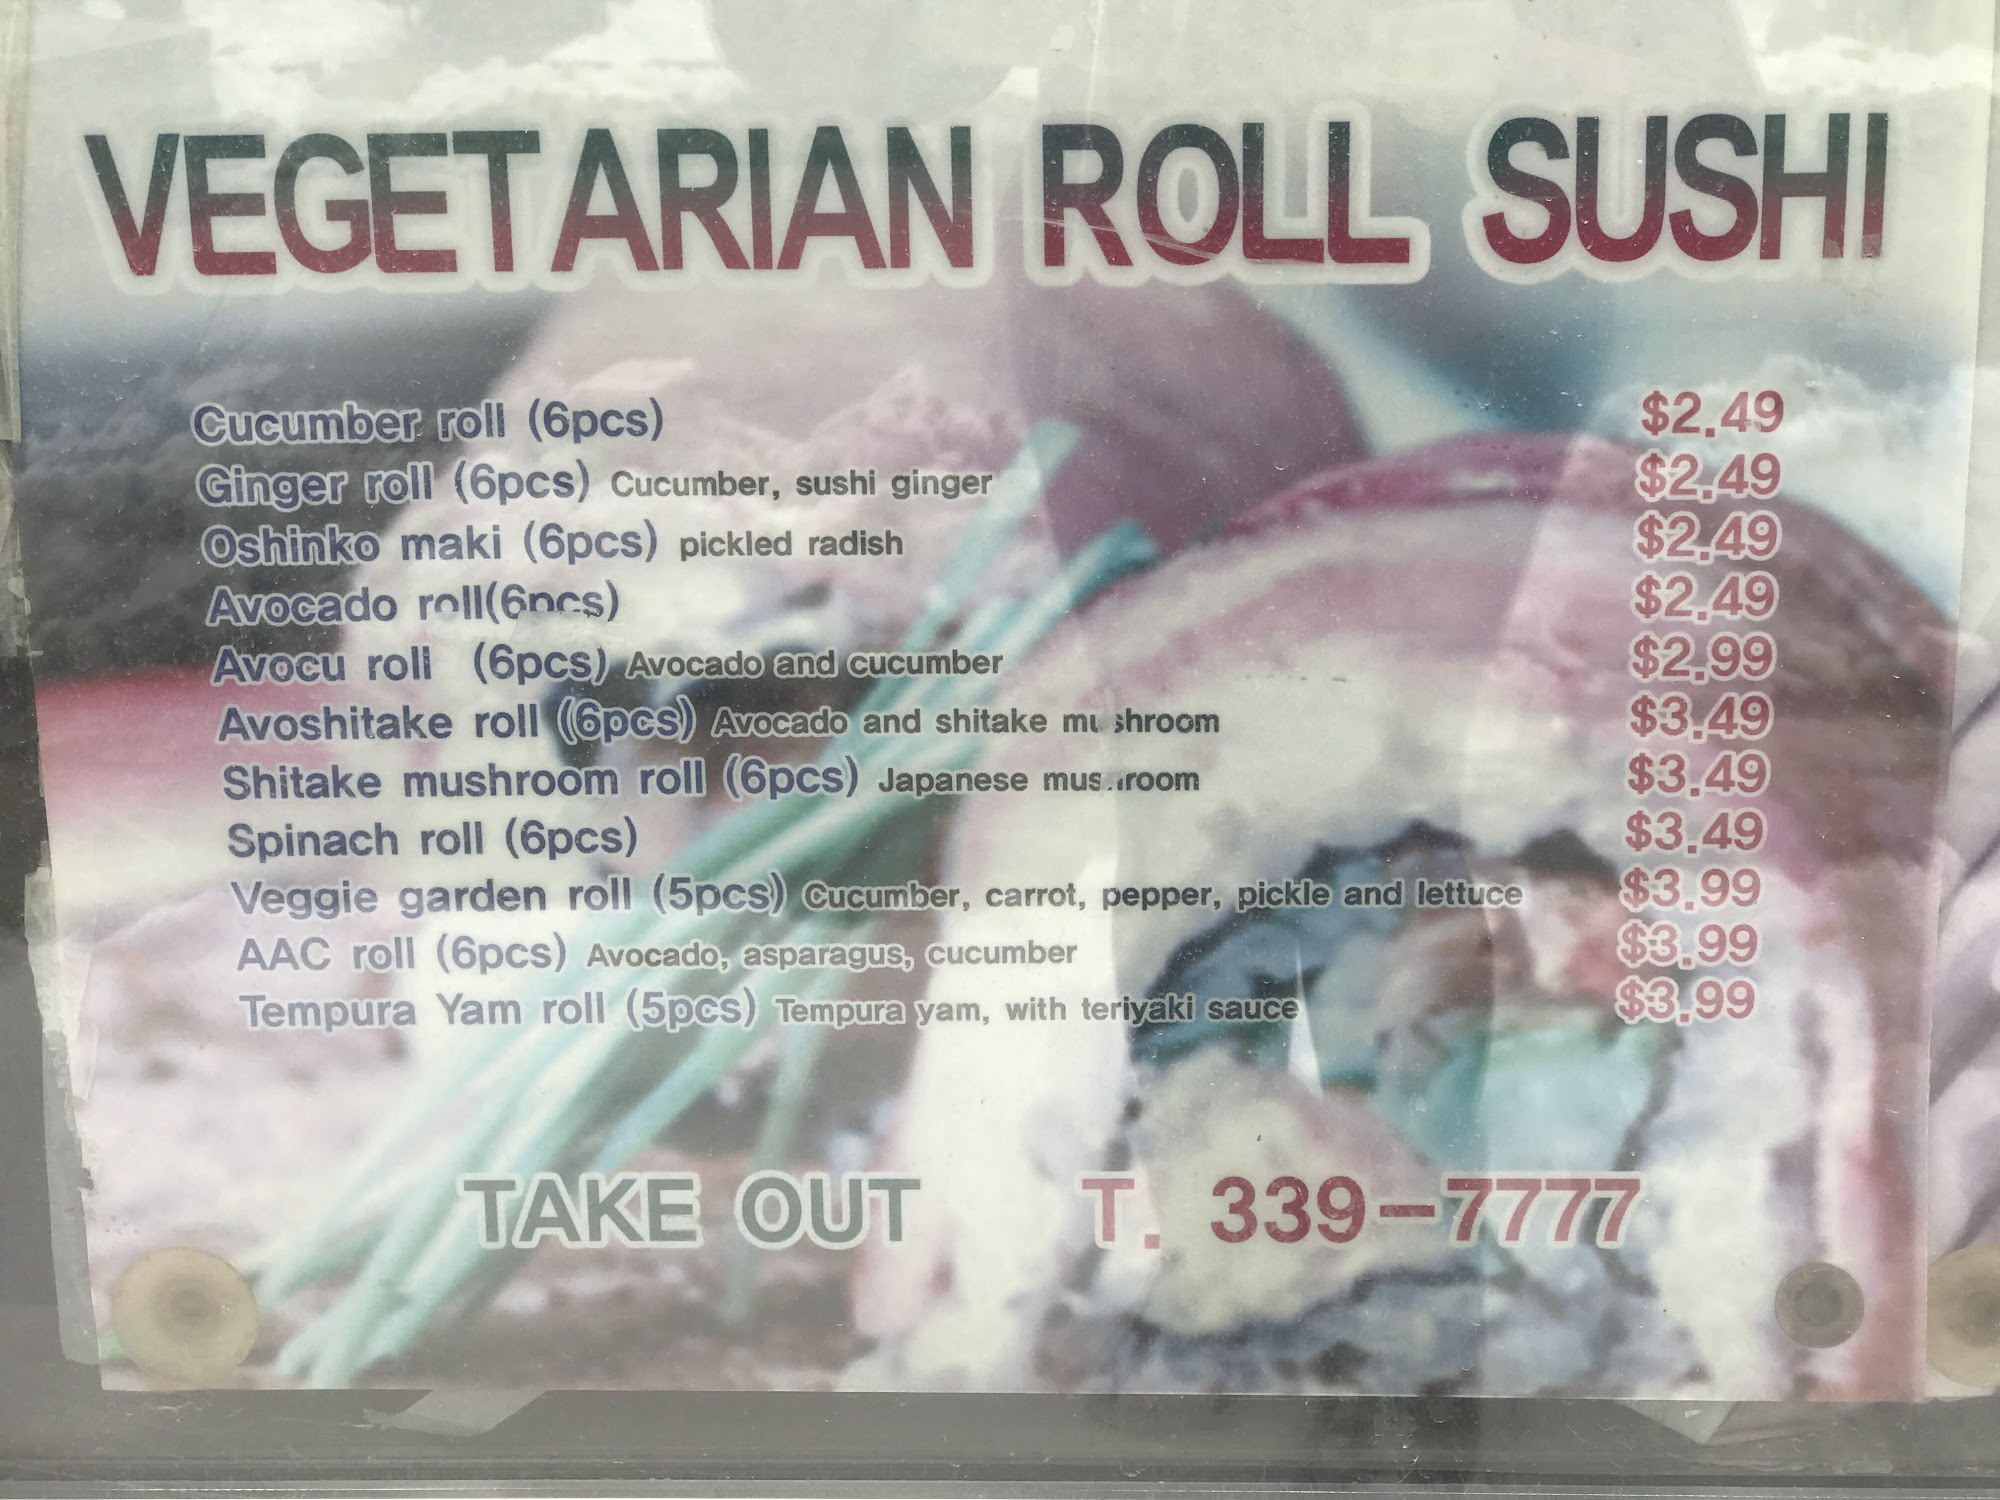 VEGETARIAN ROLL SUSHI
Cucumber roll (6pcs) $2.49
Ginger roll (6pcs) Cucumber, sushi ginger $2.49
Oshinko maki (6pcs) pickled radish $2.49
Avocado roll(6pcs) $2.49
Avocu roll (6pcs) Avocado and cucumber $2.99
Avoshitake roll (6pcs) Avocado and shitake mushroom $3.49
Shitake mushroom roll (6pcs) Japanese mushroom $3.49
Spinach roll (6pcs) $3.49
Veggie garden roll (5pcs) Cucumber, carrot, pepper, pickle and lettuce $3.99
AAC roll (6pcs) Avocado, asparagus, cucumber $3.99
Tempura Yam roll (5pcs) Tempura yam, with teriyaki sauce $3.99
TAKE OUT T. 339-7777